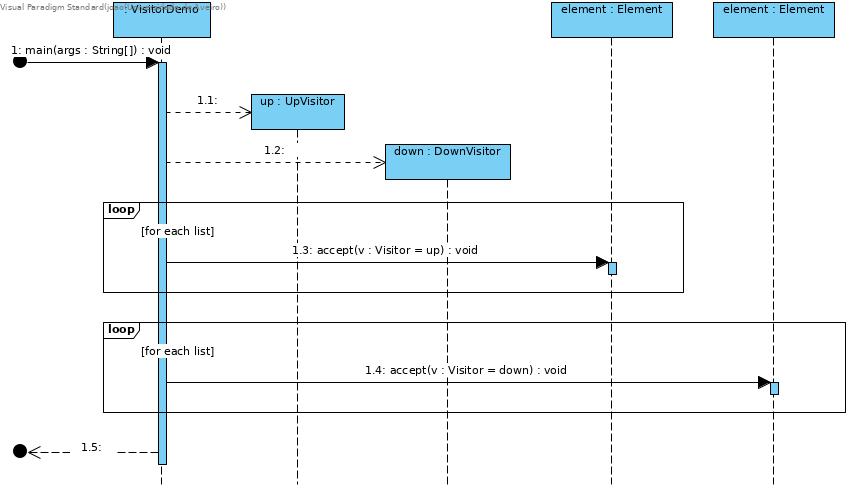 Visual Paradigm Standard
: VisitorDemo
element : Element
element : Element
1: main(args : String[]) : void
1.1:
up : UpVisitor
1.2:
down : DownVisitor
loop
[for each list]
1.3: accept(v : Visitor = up) : void
loop
[for each list]
1.4: accept(v : Visitor = down) : void
1.5: